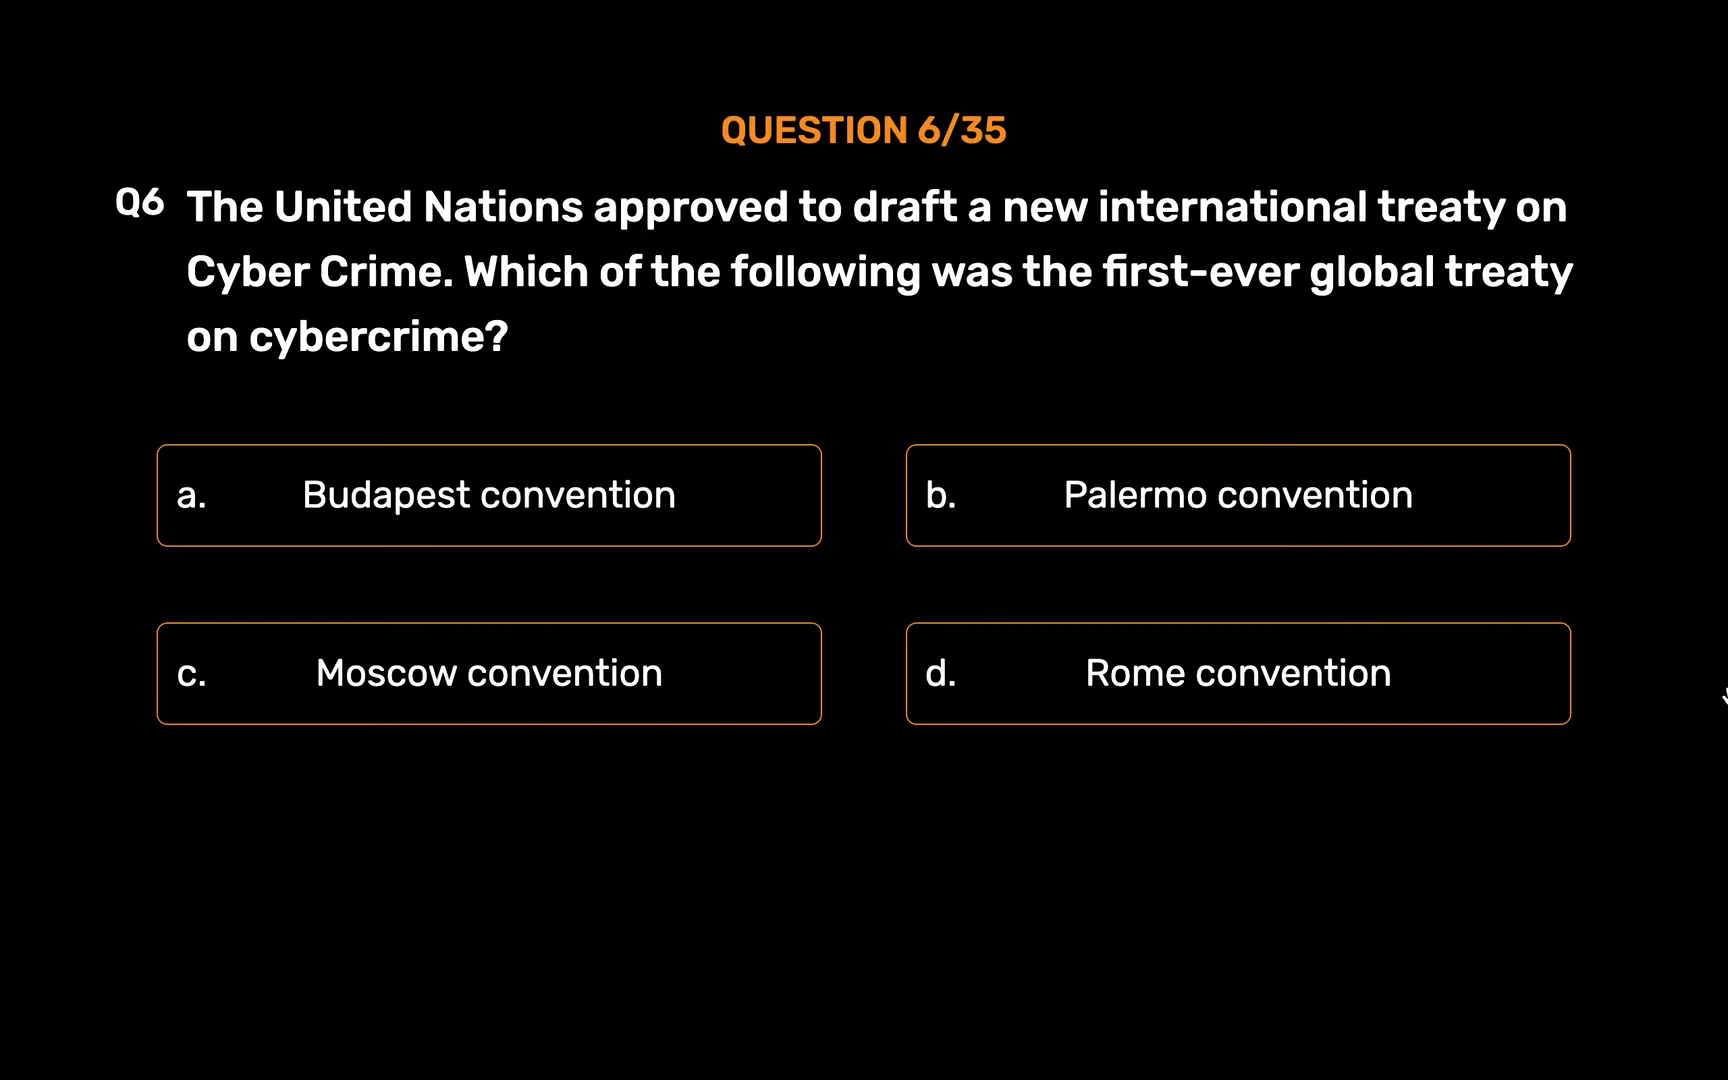 QUESTION 6/35
Q6 The United Nations approved to draft a new international treaty on
Cyber Crime. Which of the following was the first-ever global treaty
on cybercrime?
a. Budapest convention
b. Palermo convention
c. Moscow convention
d. Rome convention